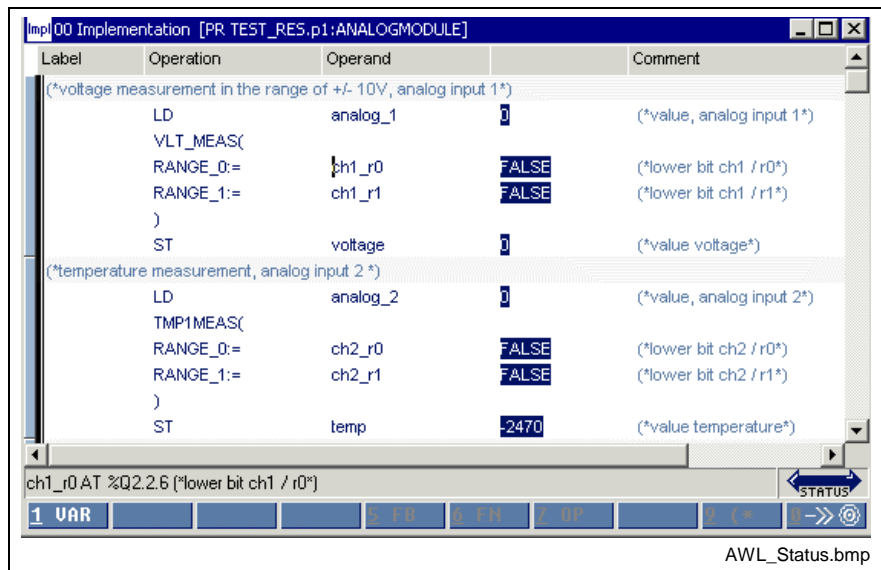 Impl 00 Implementation [PR TEST_RES.p1:ANALOGMODULE]
Label Operation Operand Comment
(*voltage measurement in the range of +/- 10V, analog input 1*)
LD analog_1 0 (*value, analog input 1*)
VLT_MEAS(
RANGE_0:= ch1_r0 FALSE (*lower bit ch1 / r0*)
RANGE_1:= ch1_r1 FALSE (*lower bit ch1 / r1*)
)
ST voltage 0 (*value voltage*)
(*temperature measurement, analog input 2 *)
LD analog_2 0 (*value, analog input 2*)
TMP1MEAS(
RANGE_0:= ch2_r0 FALSE (*lower bit ch2 / r0*)
RANGE_1:= ch2_r1 FALSE (*lower bit ch2 / r1*)
)
ST temp -2470 (*value temperature*)
ch1_r0 AT %Q2.2.6 (*lower bit ch1 / r0*) STATUS
1 VAR 5 FB 6 FN 7 OP 9 (* 0 ->>
AWL_Status.bmp